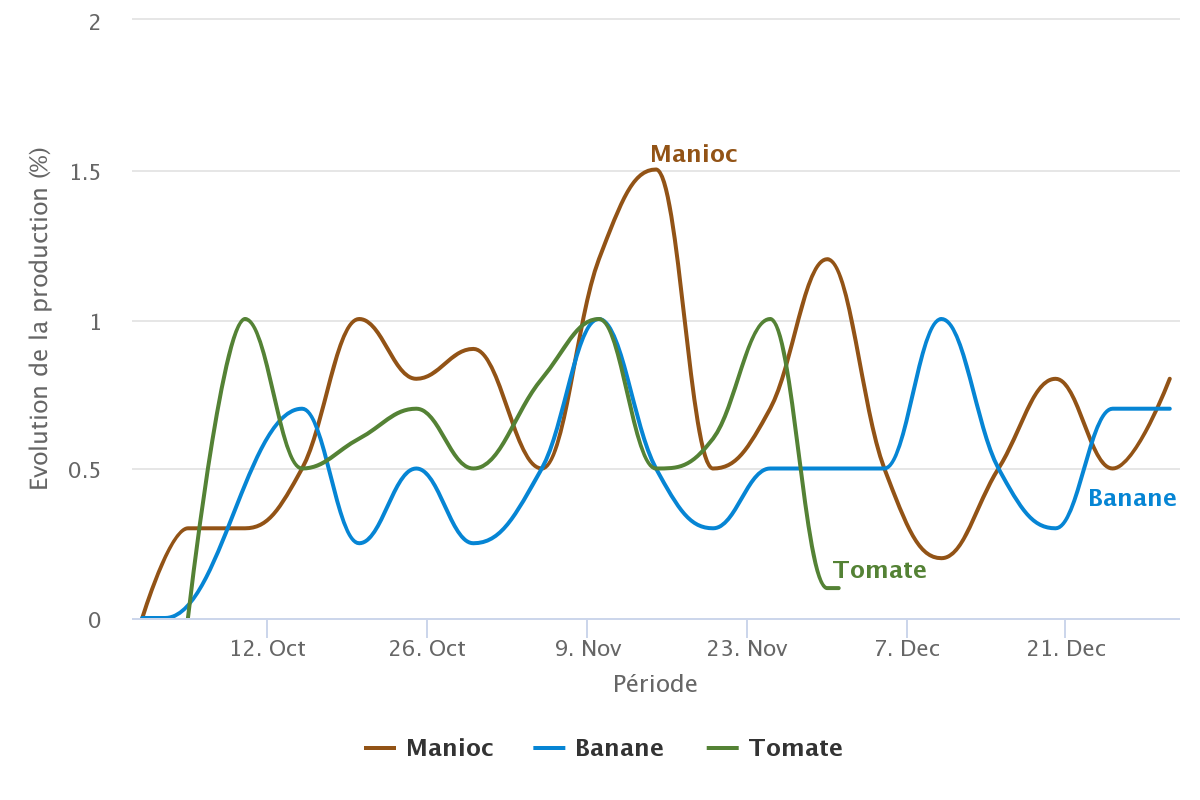 2
1.5
1
0.5
0
Evolution de la production (%)
Manioc
Banane
Tomate
12. Oct 26. Oct 9. Nov 23. Nov 7. Dec 21. Dec
Période
Manioc Banane Tomate